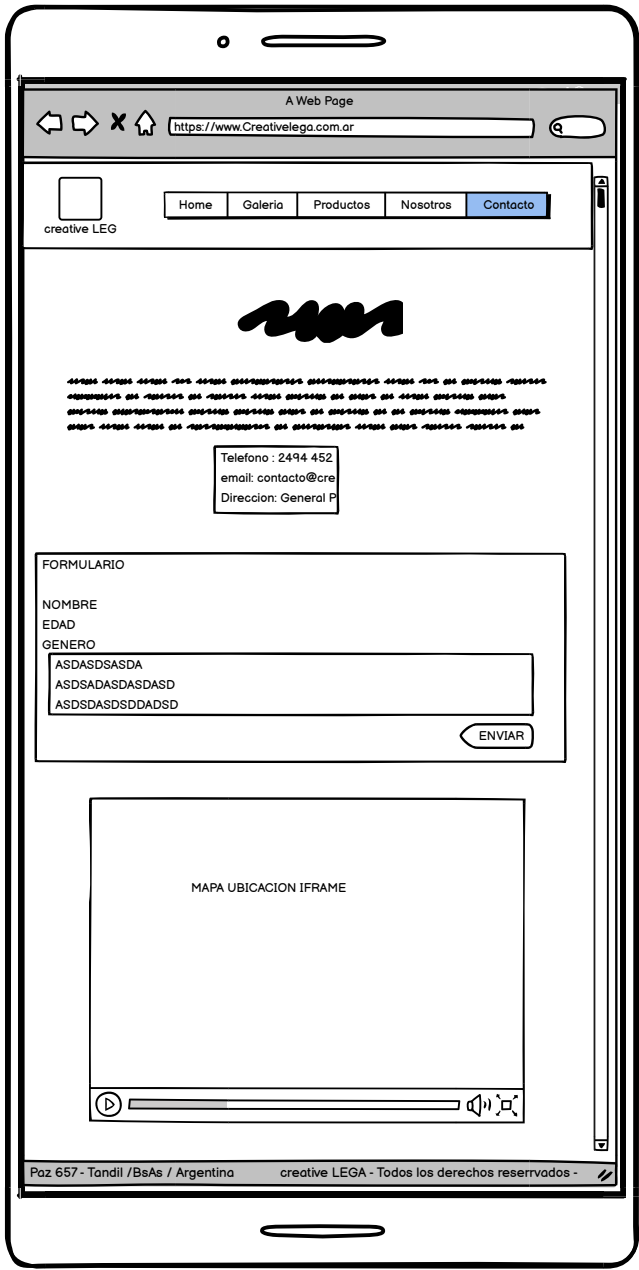 A Web Page
https://www.Creativelega.com.ar
creative LEG
Home Galeria Productos Nosotros Contacto
Telefono : 2494 452
email: contacto@cre
Direccion: General P
FORMULARIO
NOMBRE
EDAD
GENERO
ASDASDSASDA
ASDSADASDASDASD
ASDSDASDSDDADSD
ENVIAR
MAPA UBICACION IFRAME
Paz 657 - Tandil /BsAs / Argentina creative LEGA - Todos los derechos reserrvados -